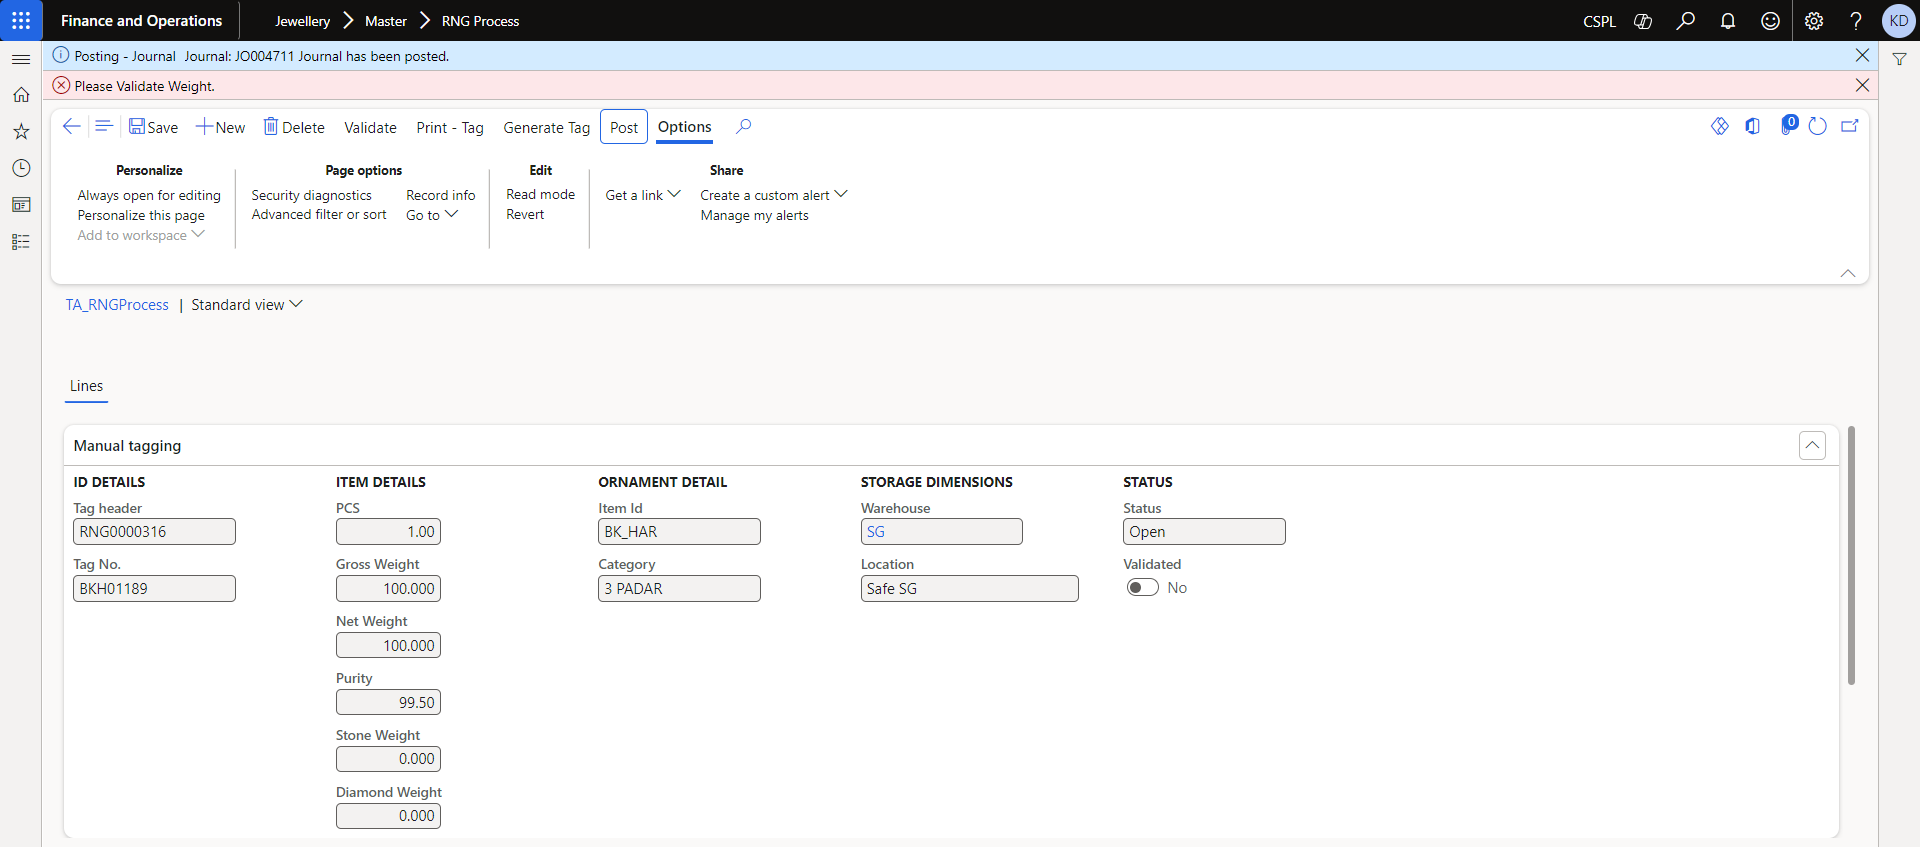 Finance and Operations Jewellery Master RNG Process CSPL KD
Posting - Journal Journal: JO004711 Journal has been posted.
Please Validate Weight.
Save New Delete Validate Print - Tag Generate Tag Post Options 0
Personalize Page options Edit Share
Always open for editing Security diagnostics Record info Read mode Get a link Create a custom alert
Personalize this page Advanced filter or sort Go to Revert Manage my alerts
Add to workspace
TA_RNGProcess | Standard view
Lines
Manual tagging
ID DETAILS ITEM DETAILS ORNAMENT DETAIL STORAGE DIMENSIONS STATUS
Tag header PCS Item Id Warehouse Status
RNG0000316 1.00 BK_HAR SG Open
Tag No. Gross Weight Category Location Validated
BKH01189 100.000 3 PADAR Safe SG No
Net Weight
100.000
Purity
99.50
Stone Weight
0.000
Diamond Weight
0.000